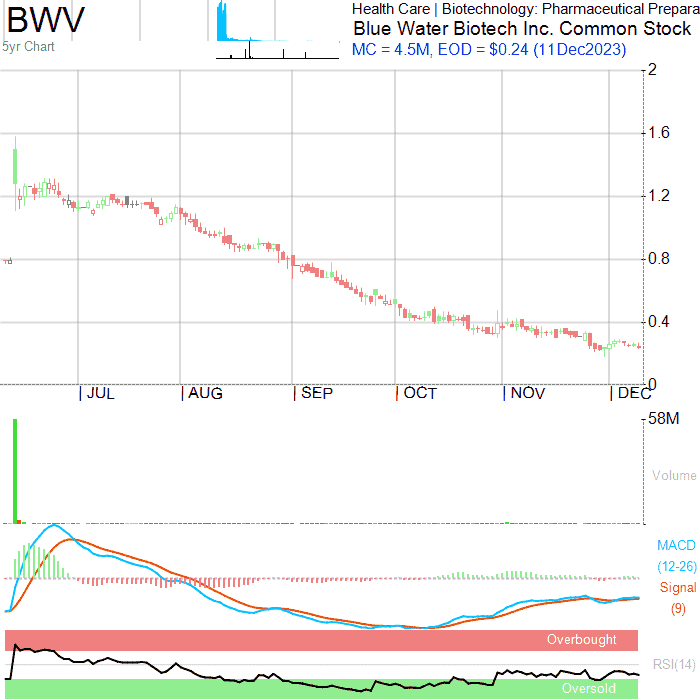 BWV
5yr Chart
Health Care | Biotechnology: Pharmaceutical Prepara
Blue Water Biotech Inc. Common Stock
MC = 4.5M, EOD = $0.24 (11Dec2023)
2
1.6
1.2
0.8
0.4
0
| JUL | AUG | SEP | OCT | NOV | DEC
58M
Volume
MACD
(12-26)
Signal
(9)
Overbought
RSI(14)
Oversold